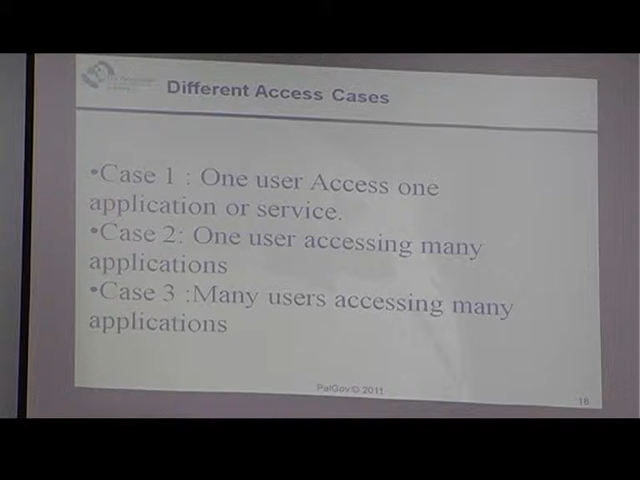 Different Access Cases
•Case 1 : One user Access one
application or service.
•Case 2: One user accessing many
applications
•Case 3 :Many users accessing many
applications
PalGov © 2011
18